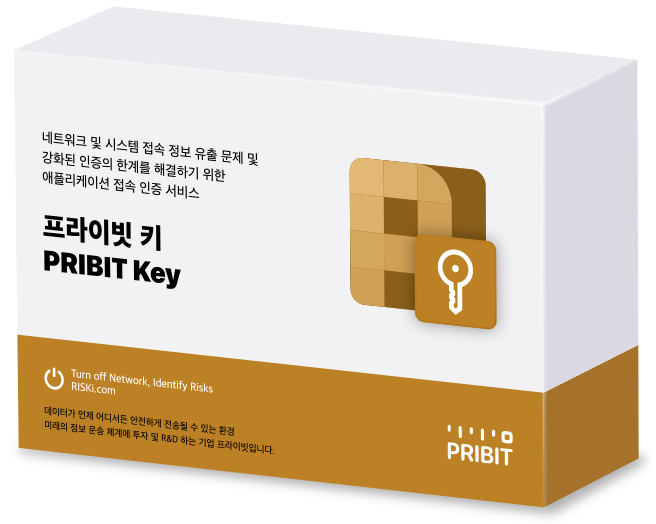 네트워크 및 시스템 접속 정보 유출 문제 및
강화된 인증의 한계를 해결하기 위한
애플리케이션 접속 인증 서비스
프라이빗 키
PRIBIT Key
Turn off Network, Identify Risks
RISKi.com
데이터가 언제 어디서든 안전하게 전송될 수 있는 환경
미래의 정보 운송 체계에 투자 및 R&D 하는 기업 프라이빗입니다.
PRIBIT